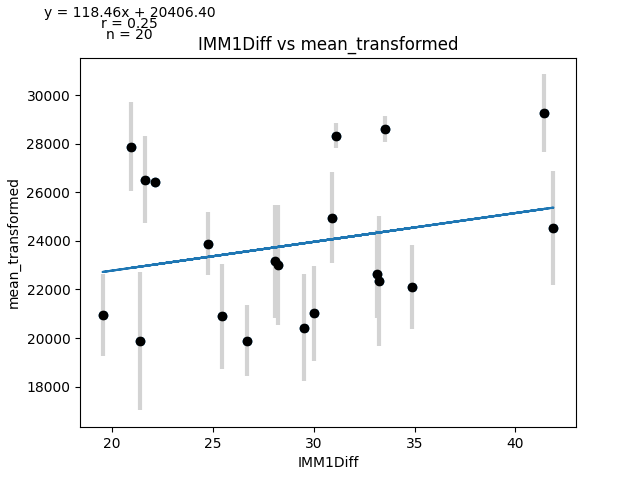 y = 118.46x + 20406.40
r = 0.25
n = 20
IMM1Diff vs mean_transformed
mean_transformed
30000
28000
26000
24000
22000
20000
18000
20 25 30 35 40
IMM1Diff